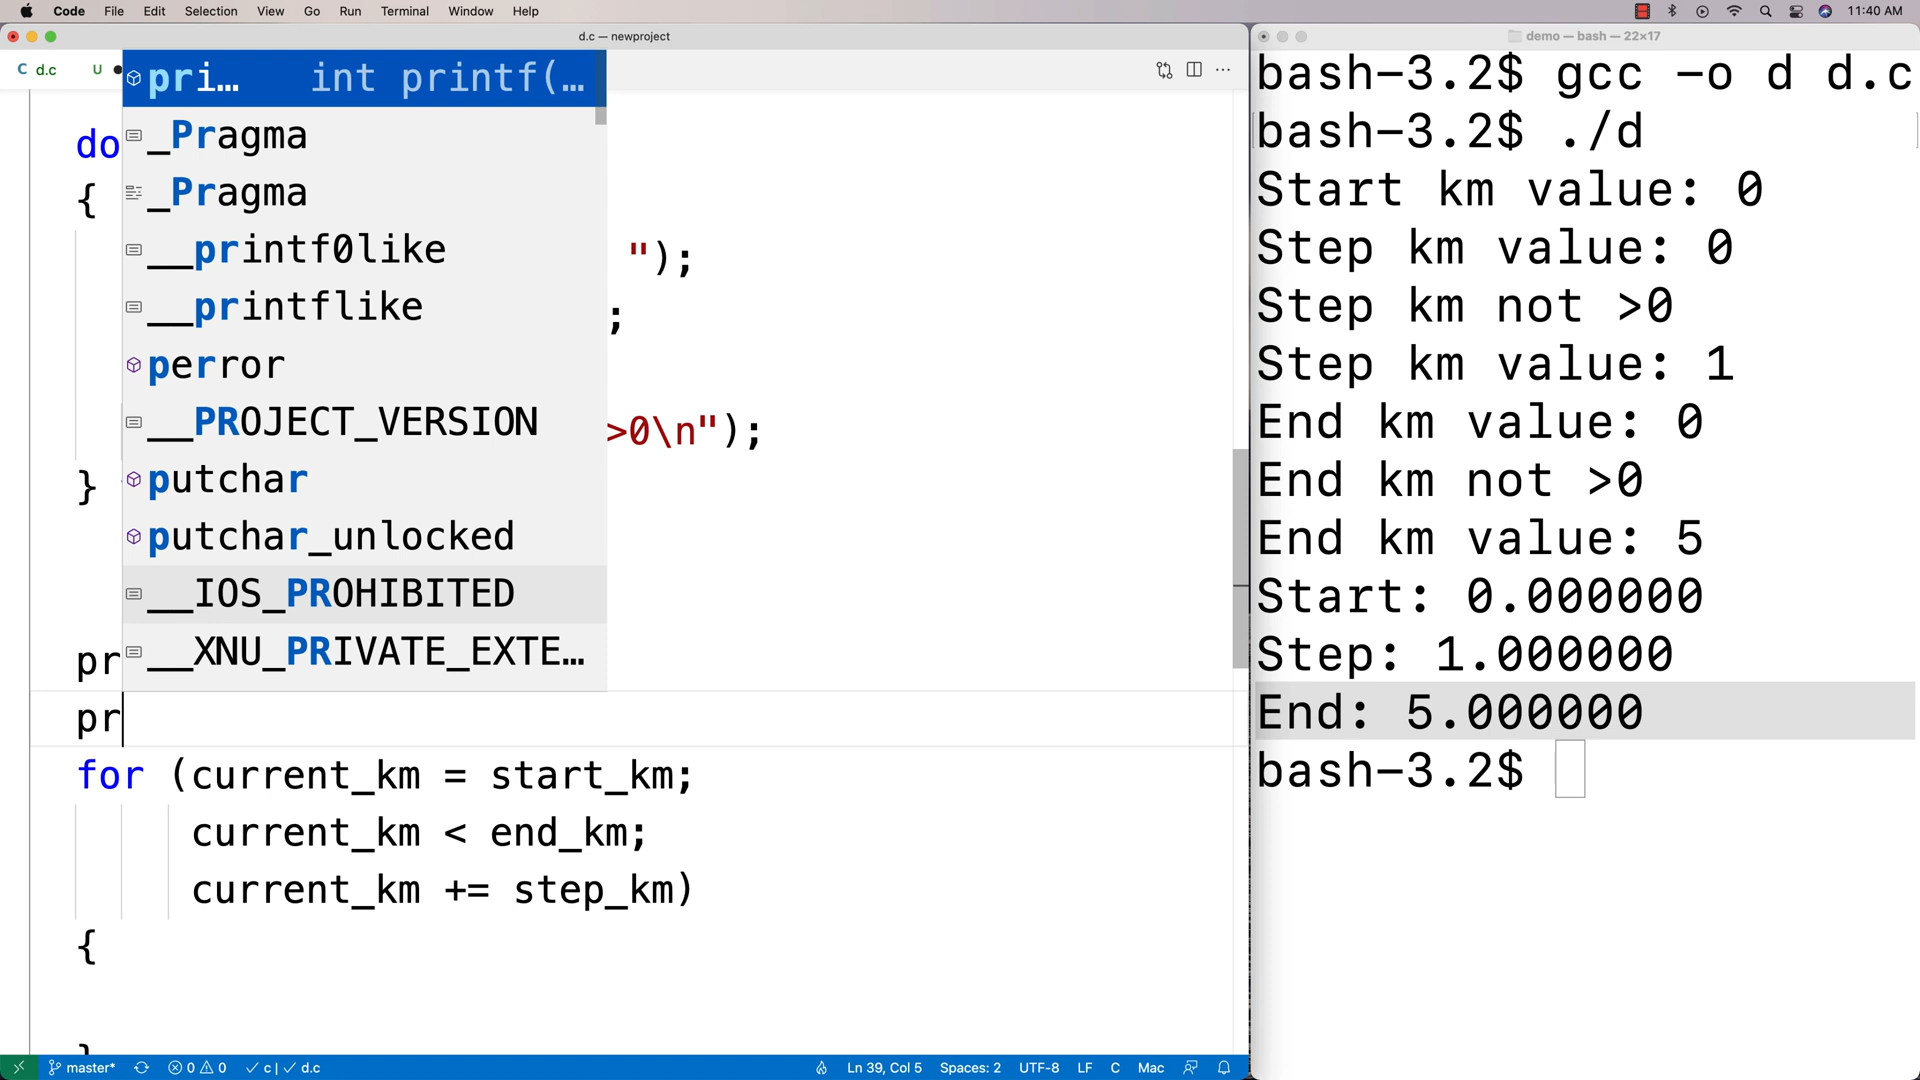 Code File Edit Selection View Go Run Terminal Window Help 11:40 AM
d.c — newproject
C d.c U
pri… int printf(…
_Pragma
_Pragma
__printf0like
__printflike
perror
__PROJECT_VERSION
putchar
putchar_unlocked
__IOS_PROHIBITED
__XNU_PRIVATE_EXTE…
do
{
");
;
>0\n");
}
pr
pr
for (current_km = start_km;
current_km < end_km;
current_km += step_km)
{
}
master* 0 0 c | d.c Ln 39, Col 5 Spaces: 2 UTF-8 LF C Mac
demo — bash — 22×17
bash-3.2$ gcc -o d d.c
bash-3.2$ ./d
Start km value: 0
Step km value: 0
Step km not >0
Step km value: 1
End km value: 0
End km not >0
End km value: 5
Start: 0.000000
Step: 1.000000
End: 5.000000
bash-3.2$